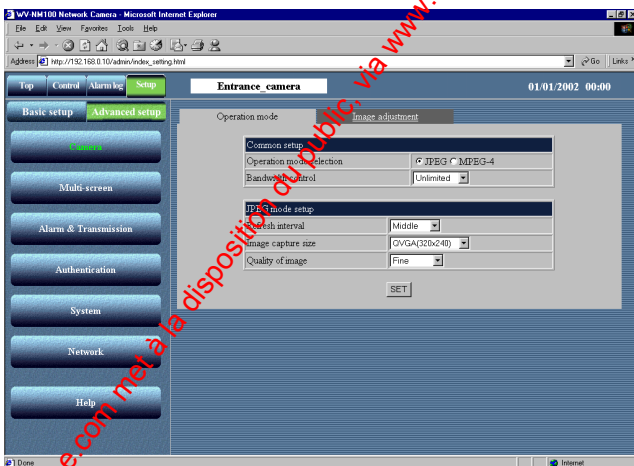 WV-NM100 Network Camera - Microsoft Internet Explorer
File Edit View Favorites Tools Help
Address http://192.168.0.10/admin/index_setting.html Go Links »
Top Control Alarm log Setup Entrance_camera 01/01/2002 00:00
Basic setup Advanced setup
Operation mode Image adjustment
Camera
Multi-screen
Alarm & Transmission
Authentication
System
Network
Help
Common setup
Operation mode selection JPEG MPEG-4
Bandwidth control Unlimited
JPEG mode setup
Refresh interval Middle
Image capture size QVGA(320x240)
Quality of image Fine
SET
Done Internet
e.com met à la disposition du public, via www.